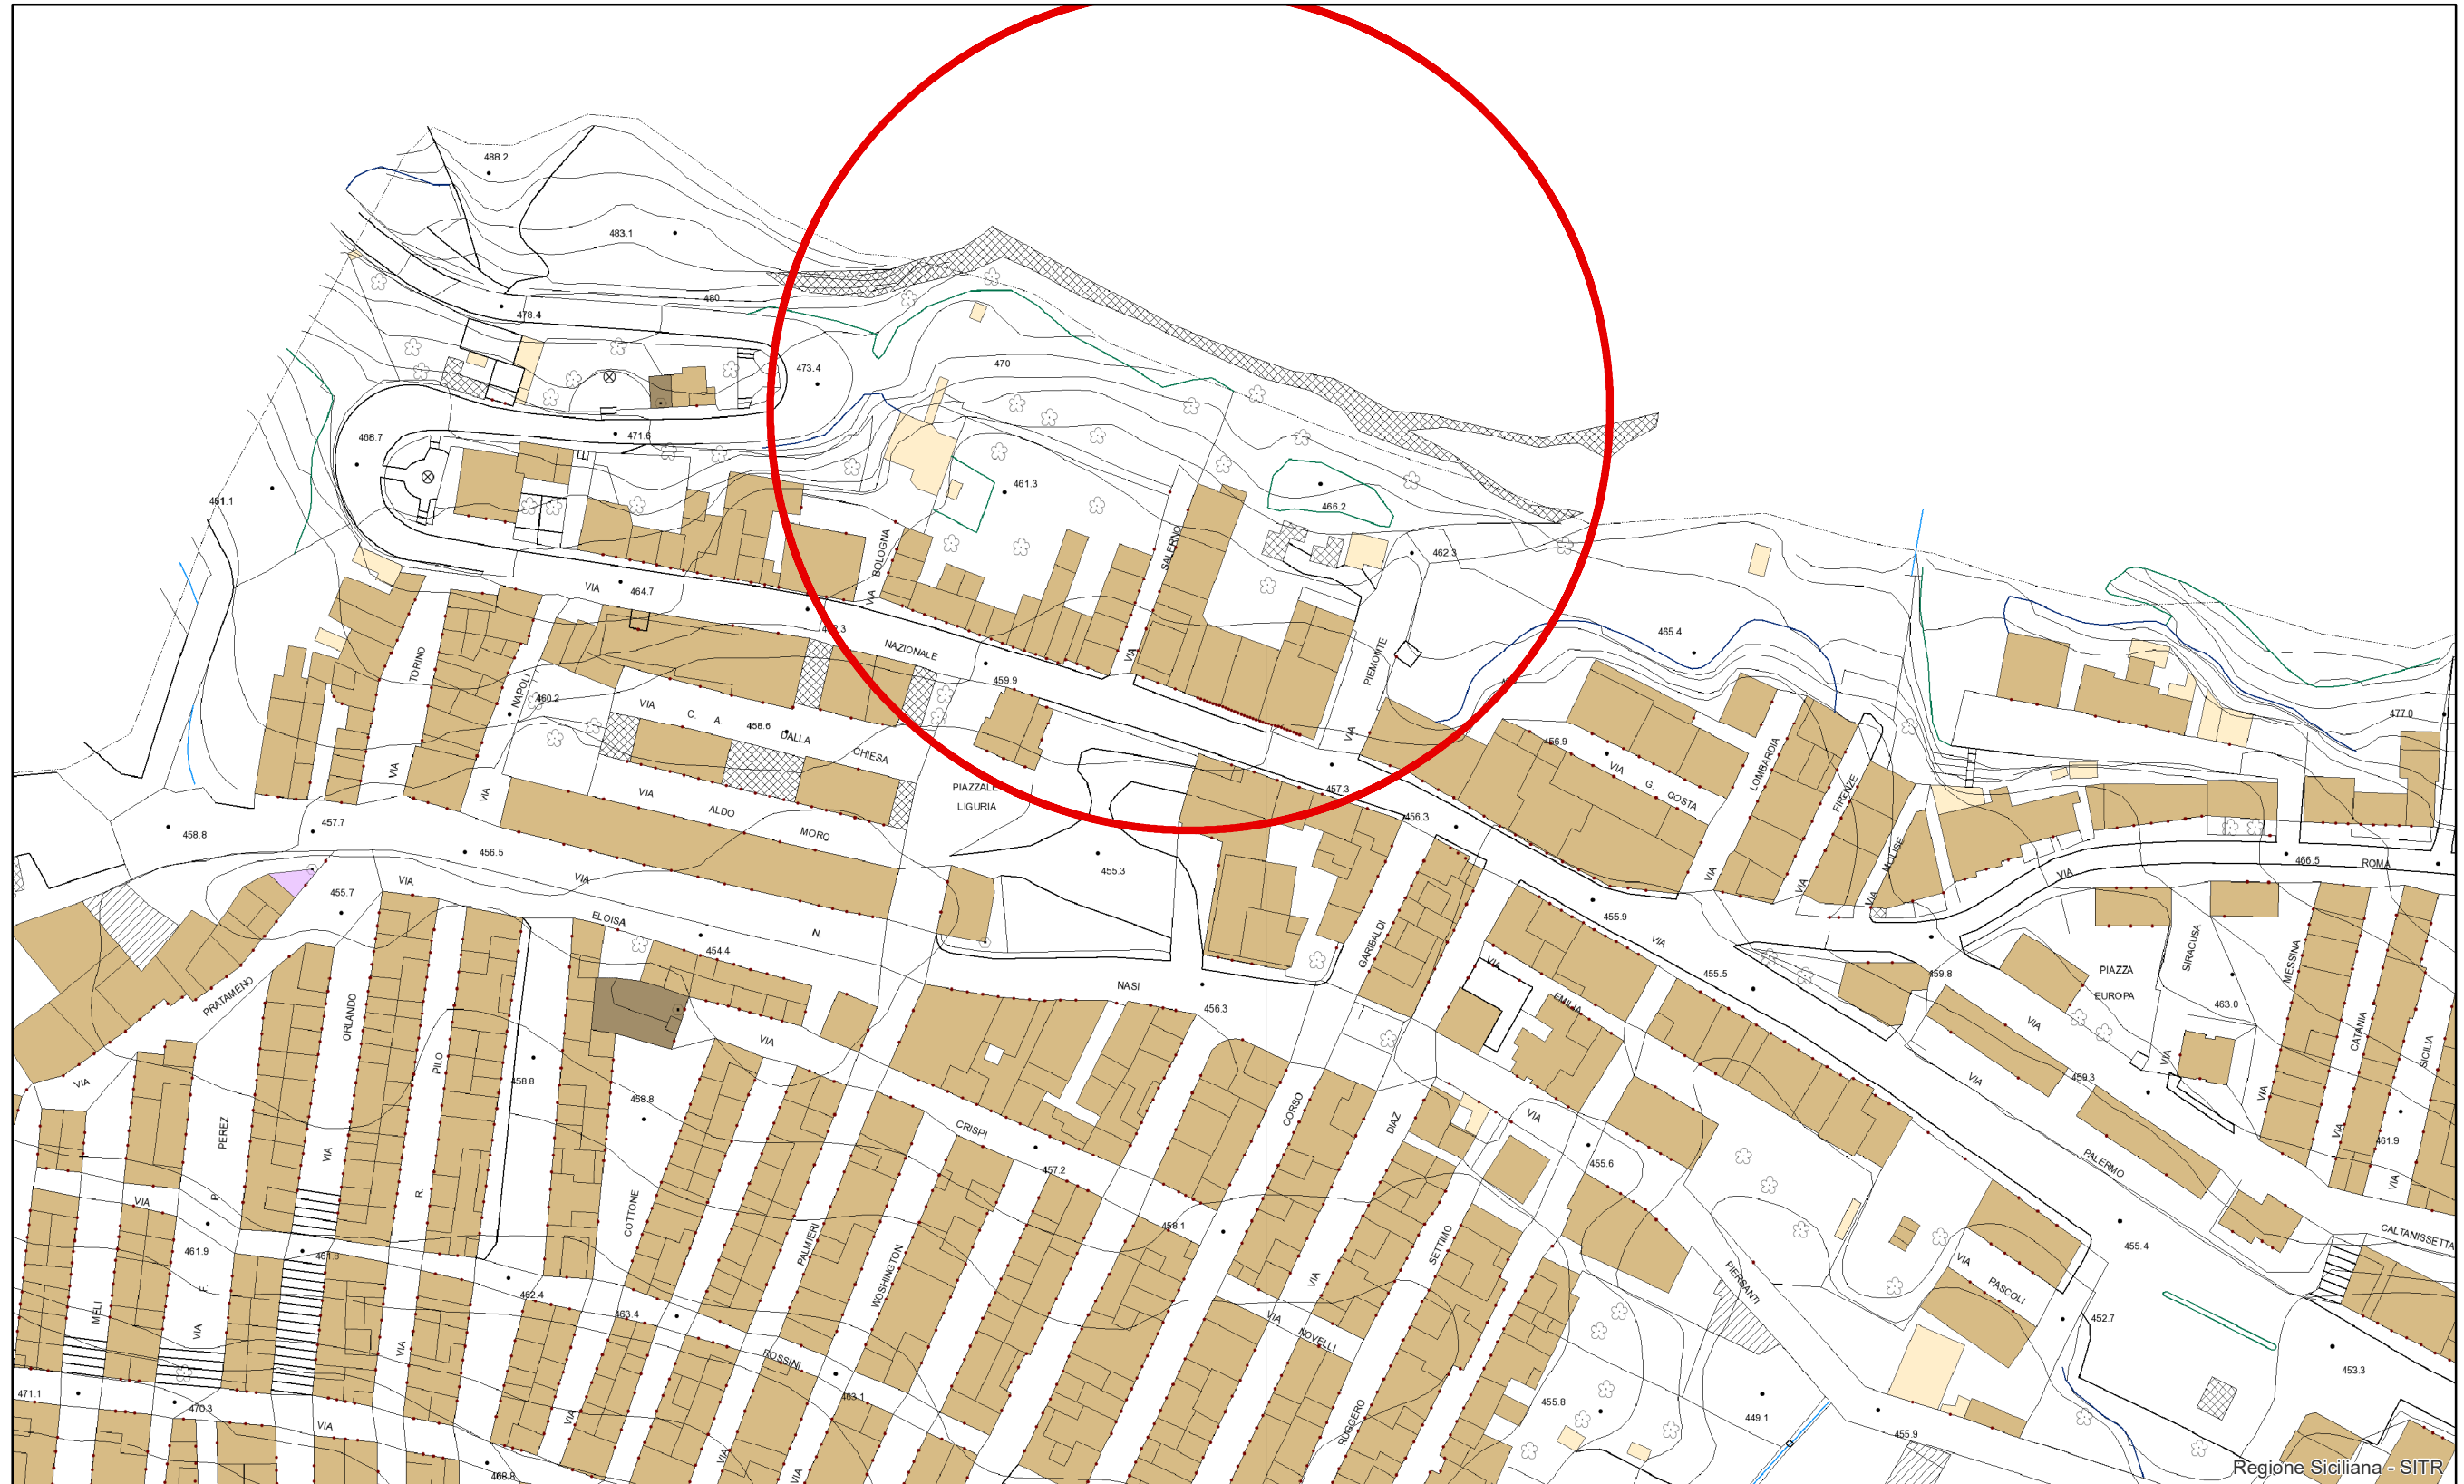 488.2
483.1
480
478.4
473.4
470
471.6
461.3
466.2
462.3
VIA BOLOGNA
VIA SALERNO
VIA PIEMONTE
VIA
464.7
NAZIONALE
459.9
465.4
477.0
VIA TORINO
VIA NAPOLI
460.2
VIA C. A DALLA CHIESA
458.6
VIA ALDO MORO
PIAZZALE
LIGURIA
457.3
456.3
456.9
VIA G. COSTA
VIA LOMBARDIA
VIA FIRENZE
VIA MOLISE
466.5
VIA ROMA
458.8
457.7
456.5
455.3
455.7
VIA
VIA ELOISA N. NASI
454.4
456.3
455.9
VIA
455.5
459.8
PIAZZA
EUROPA
VIA SIRACUSA
463.0
VIA MESSINA
VIA CATANIA
VIA SICILIA
VIA PRATAMENO
VIA ORLANDO
VIA R. PILO
VIA F. P. PEREZ
458.8
458.8
VIA CRISPI
457.2
CORSO GARIBALDI
VIA EMILIA
VIA DIAZ
VIA
455.6
VIA
459.3
461.9
VIA PALERMO
CALTANISSETTA
VIA COTTONE
VIA PALMIERI
VIA WOSHINGTON
458.1
RUGGERO SETTIMO
PIERSANTI
VIA PASCOLI
455.4
452.7
453.3
VIA
461.9
461.8
462.4
463.4
ROSSINI
463.1
VIA NOVELLI
MELI
471.1
470.3
VIA
468.8
455.8
449.1
455.9
Regione Siciliana - SITR